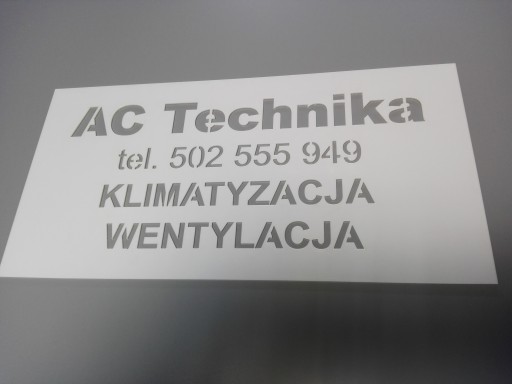 AC Technika
tel. 502 555 949
KLIMATYZACJA
WENTYLACJA